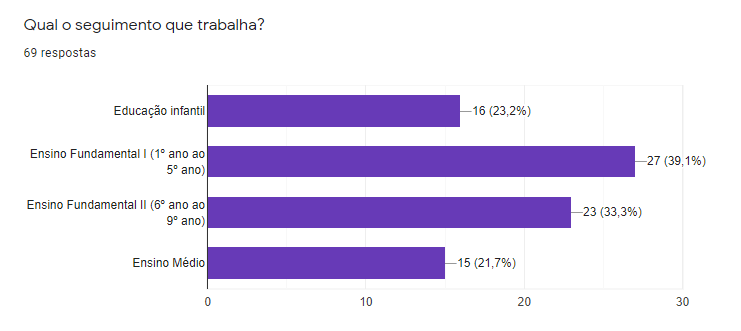 Qual o seguimento que trabalha?
69 respostas
Educação infantil
16 (23,2%)
Ensino Fundamental I (1º ano ao
5º ano)
27 (39,1%)
Ensino Fundamental II (6º ano ao
9º ano)
23 (33,3%)
Ensino Médio
15 (21,7%)
0
10
20
30